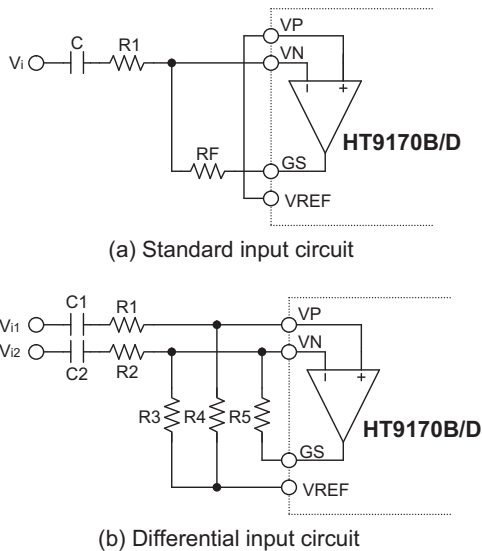 VP
C R1
Vi VN
− +
HT9170B/D
RF GS
VREF
(a) Standard input circuit
C1 R1
Vi1 VP
Vi2 VN
C2 R2
− +
R3 R4 R5
HT9170B/D
GS
VREF
(b) Differential input circuit